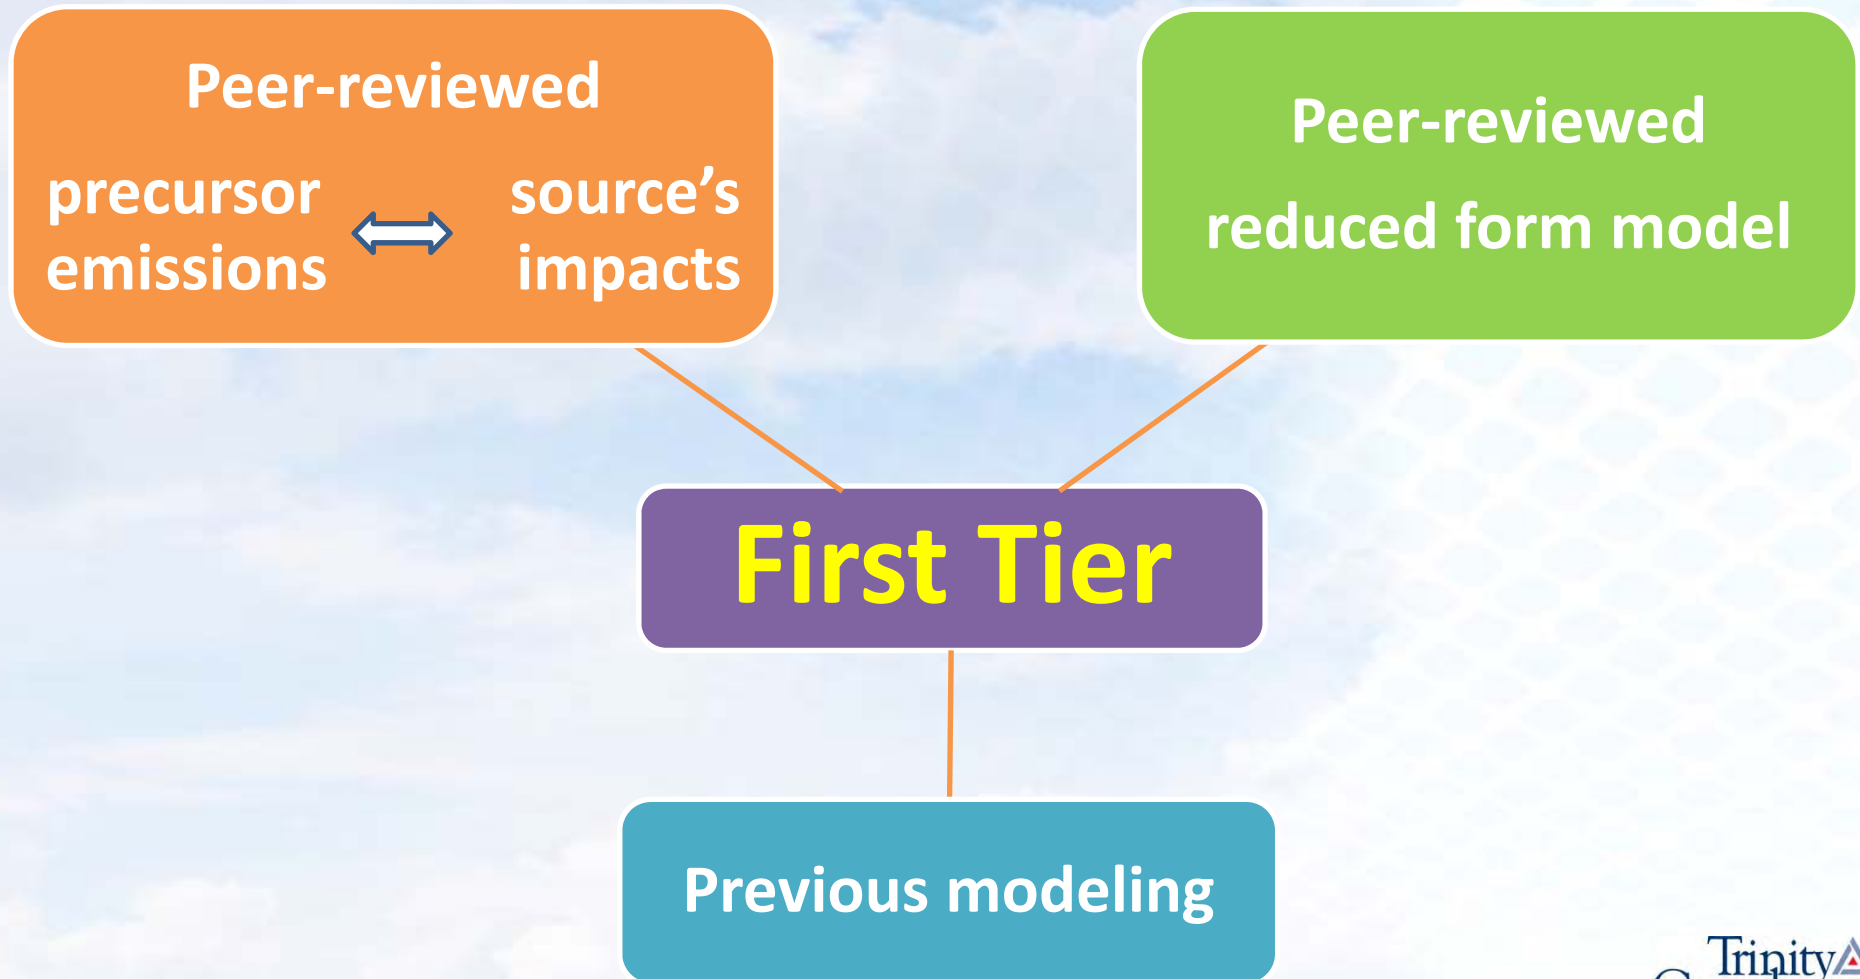 Peer-reviewed
precursor emissions
source’s impacts
Peer-reviewed
reduced form model
First Tier
Previous modeling
Trinity